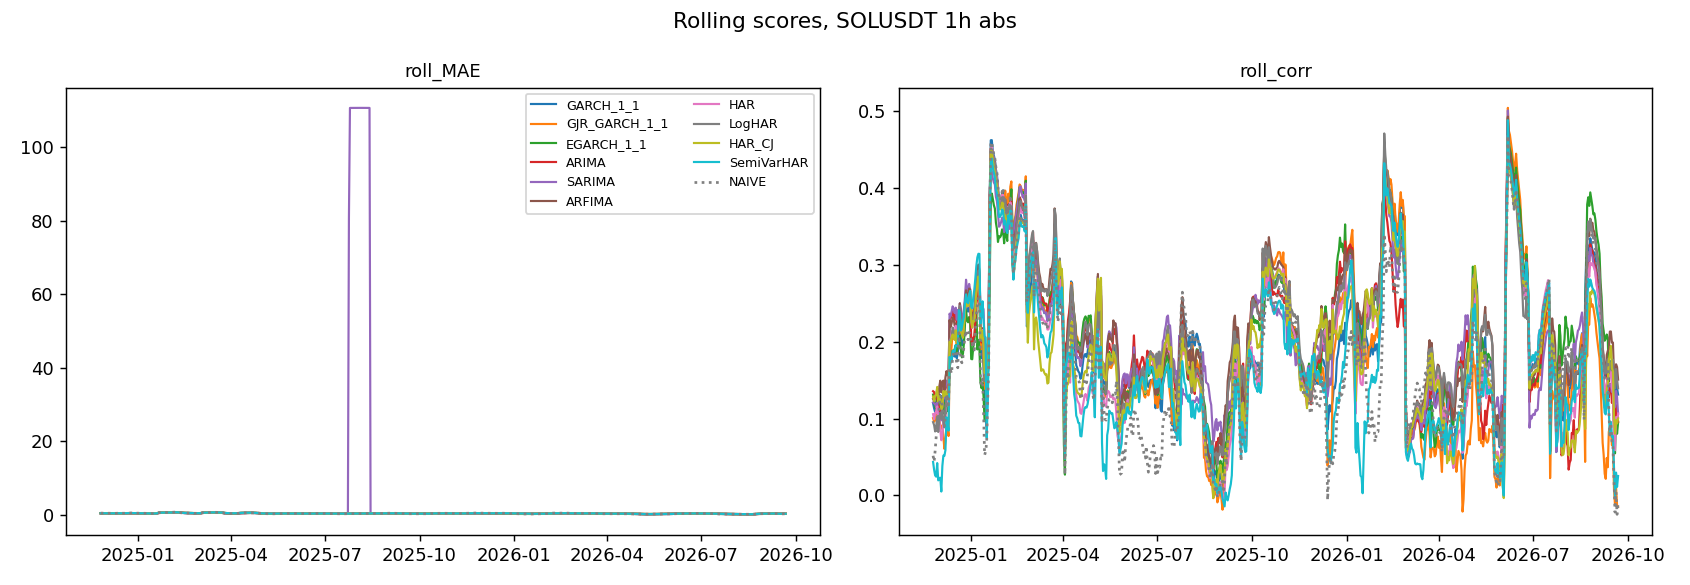 Rolling scores, SOLUSDT 1h abs
roll_MAE
100
80
60
40
20
0
2025-01 2025-04 2025-07 2025-10 2026-01 2026-04 2026-07 2026-10
GARCH_1_1
GJR_GARCH_1_1
EGARCH_1_1
ARIMA
SARIMA
ARFIMA
HAR
LogHAR
HAR_CJ
SemiVarHAR
NAIVE
roll_corr
0.5
0.4
0.3
0.2
0.1
0.0
2025-01 2025-04 2025-07 2025-10 2026-01 2026-04 2026-07 2026-10